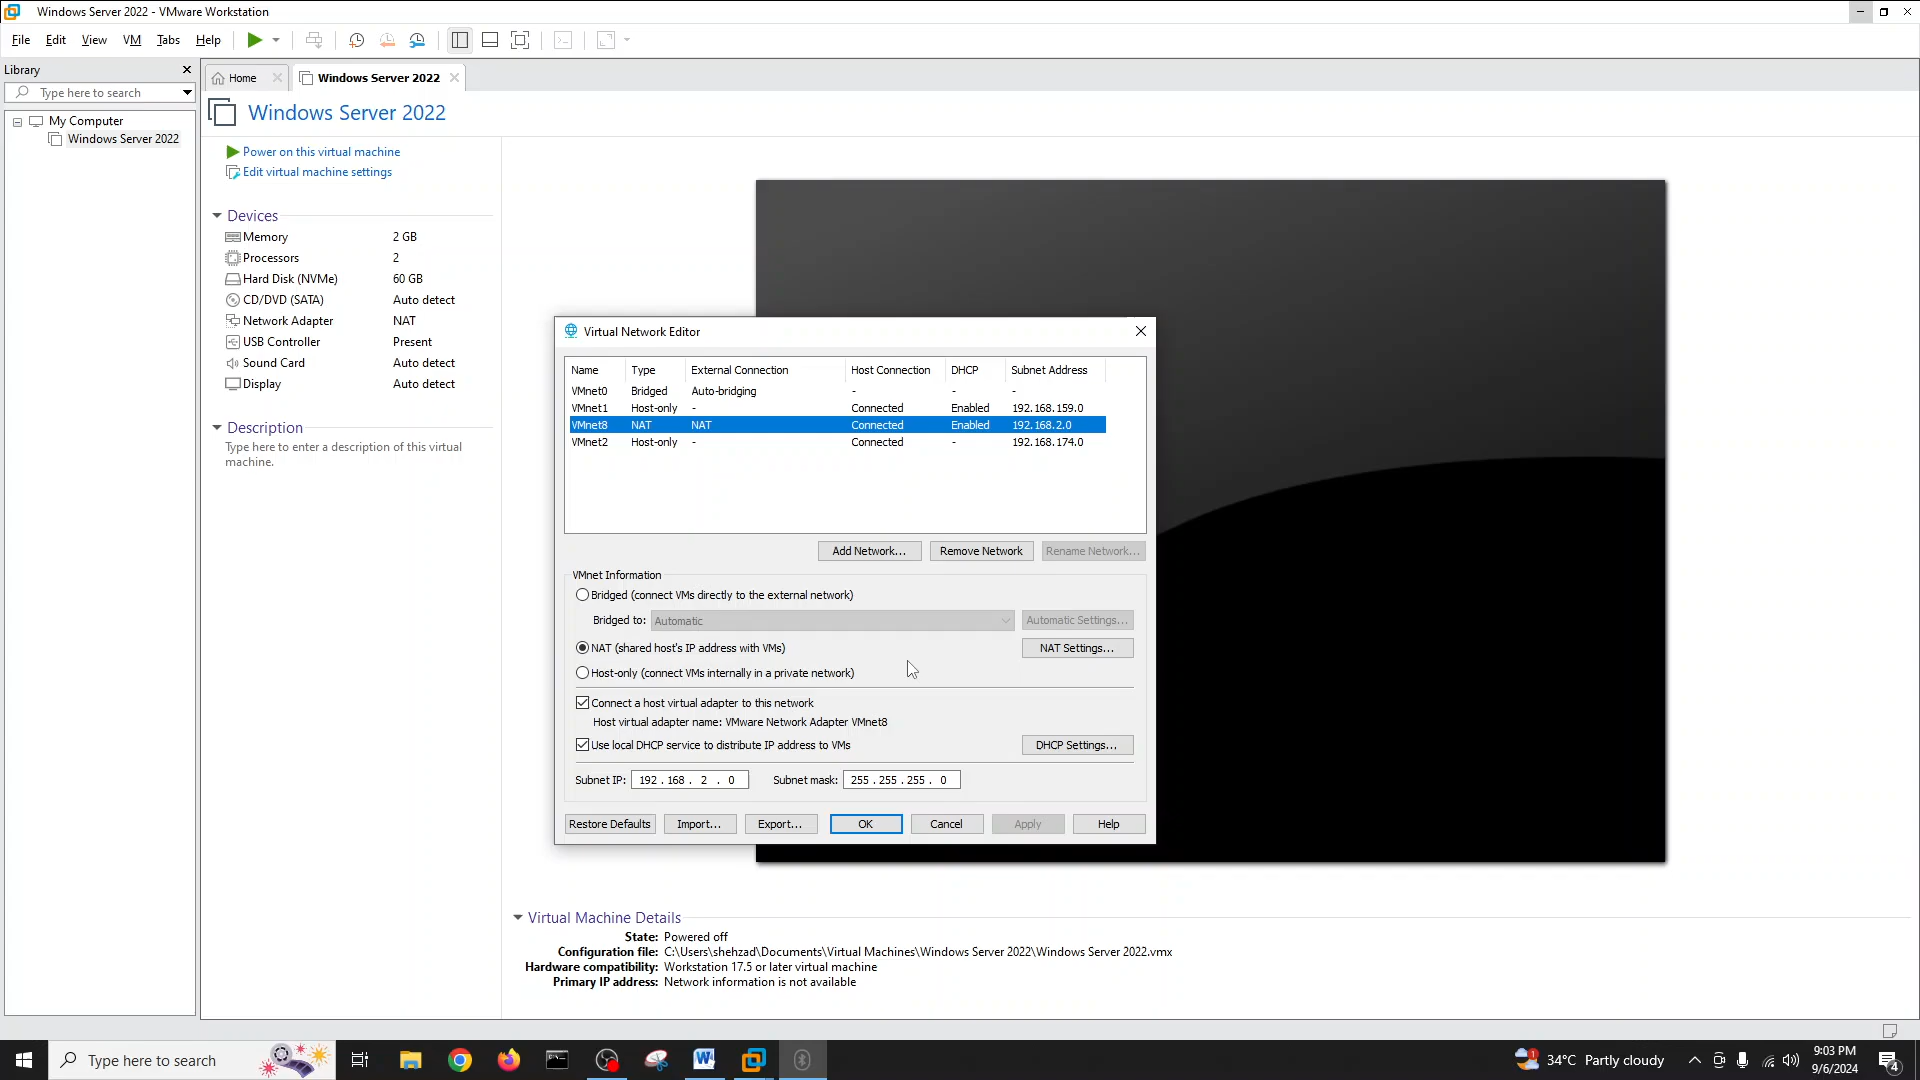 Windows Server 2022 - VMware Workstation
File Edit View VM Tabs Help
Library
Type here to search
My Computer
Windows Server 2022
Home
Windows Server 2022
Windows Server 2022
Power on this virtual machine
Edit virtual machine settings
Devices
Memory 2 GB
Processors 2
Hard Disk (NVMe) 60 GB
CD/DVD (SATA) Auto detect
Network Adapter NAT
USB Controller Present
Sound Card Auto detect
Display Auto detect
Description
Type here to enter a description of this virtual
machine.
Virtual Network Editor
Name Type External Connection Host Connection DHCP Subnet Address
VMnet0 Bridged Auto-bridging - - -
VMnet1 Host-only - Connected Enabled 192.168.159.0
VMnet8 NAT NAT Connected Enabled 192.168.2.0
VMnet2 Host-only - Connected - 192.168.174.0
Add Network... Remove Network Rename Network...
VMnet Information
Bridged (connect VMs directly to the external network)
Bridged to: Automatic Automatic Settings...
NAT (shared host's IP address with VMs) NAT Settings...
Host-only (connect VMs internally in a private network)
Connect a host virtual adapter to this network
Host virtual adapter name: VMware Network Adapter VMnet8
Use local DHCP service to distribute IP address to VMs DHCP Settings...
Subnet IP: 192 . 168 . 2 . 0 Subnet mask: 255 . 255 . 255 . 0
Restore Defaults Import... Export... OK Cancel Apply Help
Virtual Machine Details
State: Powered off
Configuration file: C:\Users\shehzad\Documents\Virtual Machines\Windows Server 2022\Windows Server 2022.vmx
Hardware compatibility: Workstation 17.5 or later virtual machine
Primary IP address: Network information is not available
Type here to search
1
34°C Partly cloudy
9:03 PM
9/6/2024
4